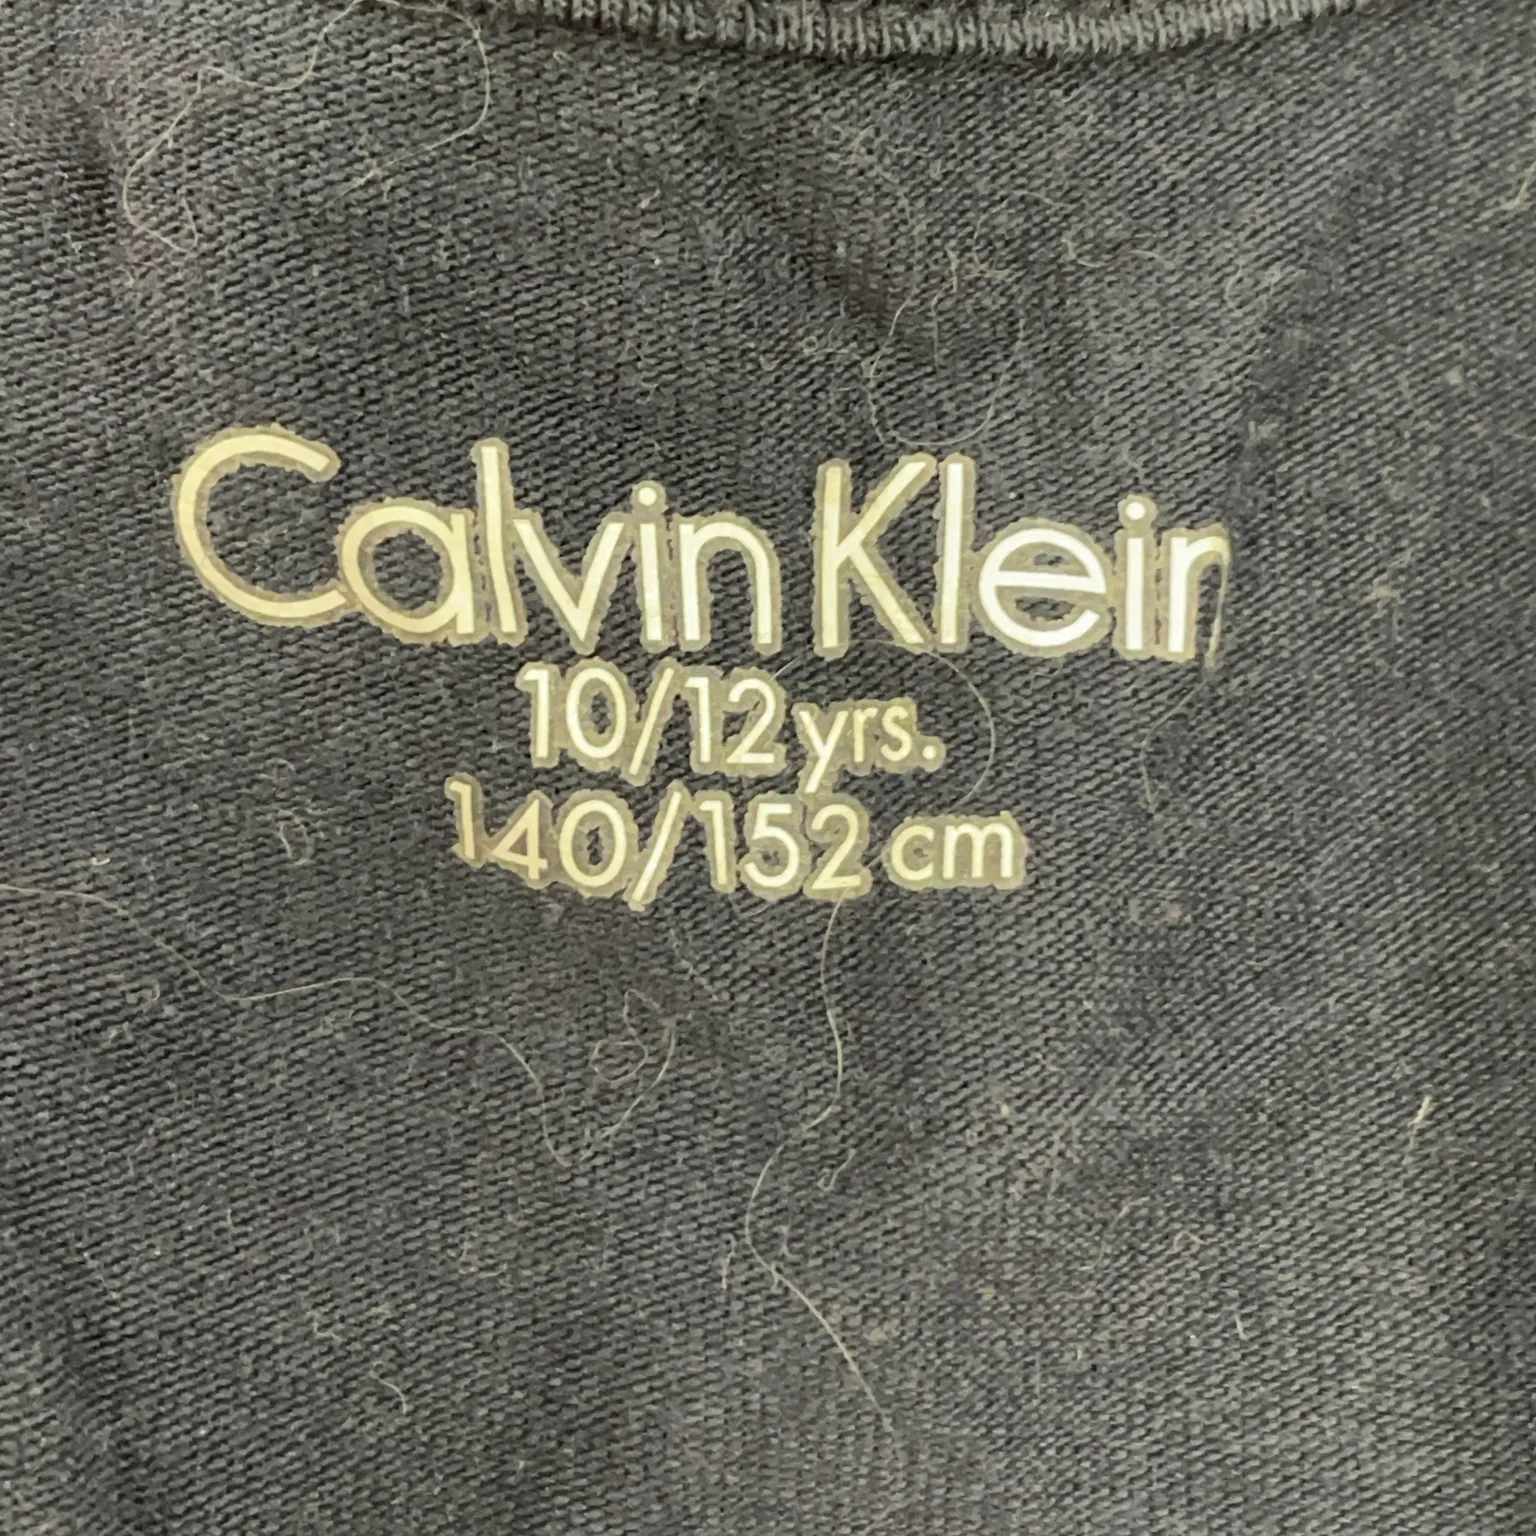 Calvin Klein
10/12 yrs.
140/152 cm